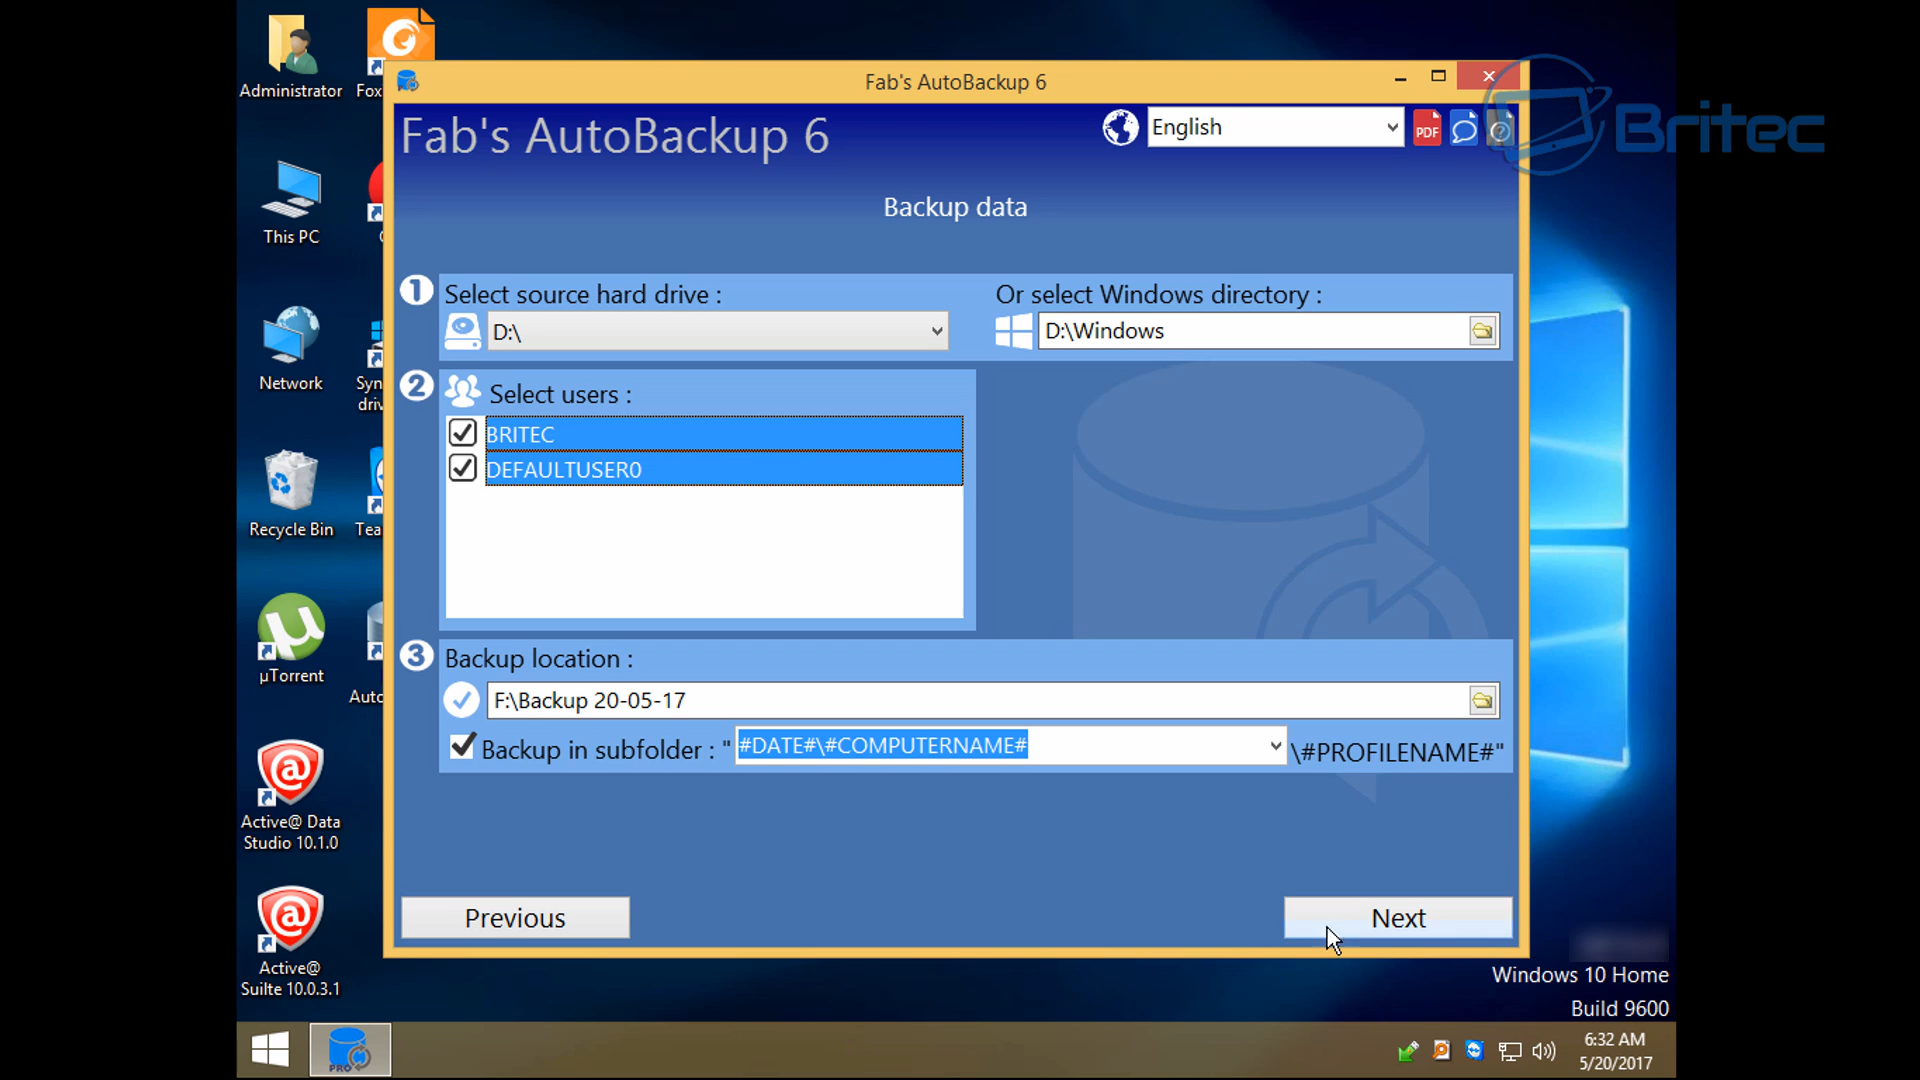 Administrator
Fox
Fab's AutoBackup 6
Fab's AutoBackup 6
English
PDF
Britec
Backup data
This PC
1
Select source hard drive :
Or select Windows directory :
D:\
D:\Windows
Network
Syn
driv
2
Select users :
BRITEC
DEFAULTUSER0
Recycle Bin
Tea
µTorrent
Auto
3
Backup location :
F:\Backup 20-05-17
Backup in subfolder : "
#DATE#\#COMPUTERNAME#
\#PROFILENAME#"
Active@ Data
Studio 10.1.0
Previous
Next
Active@
Suilte 10.0.3.1
Windows 10 Home
Build 9600
PRO
6:32 AM
5/20/2017